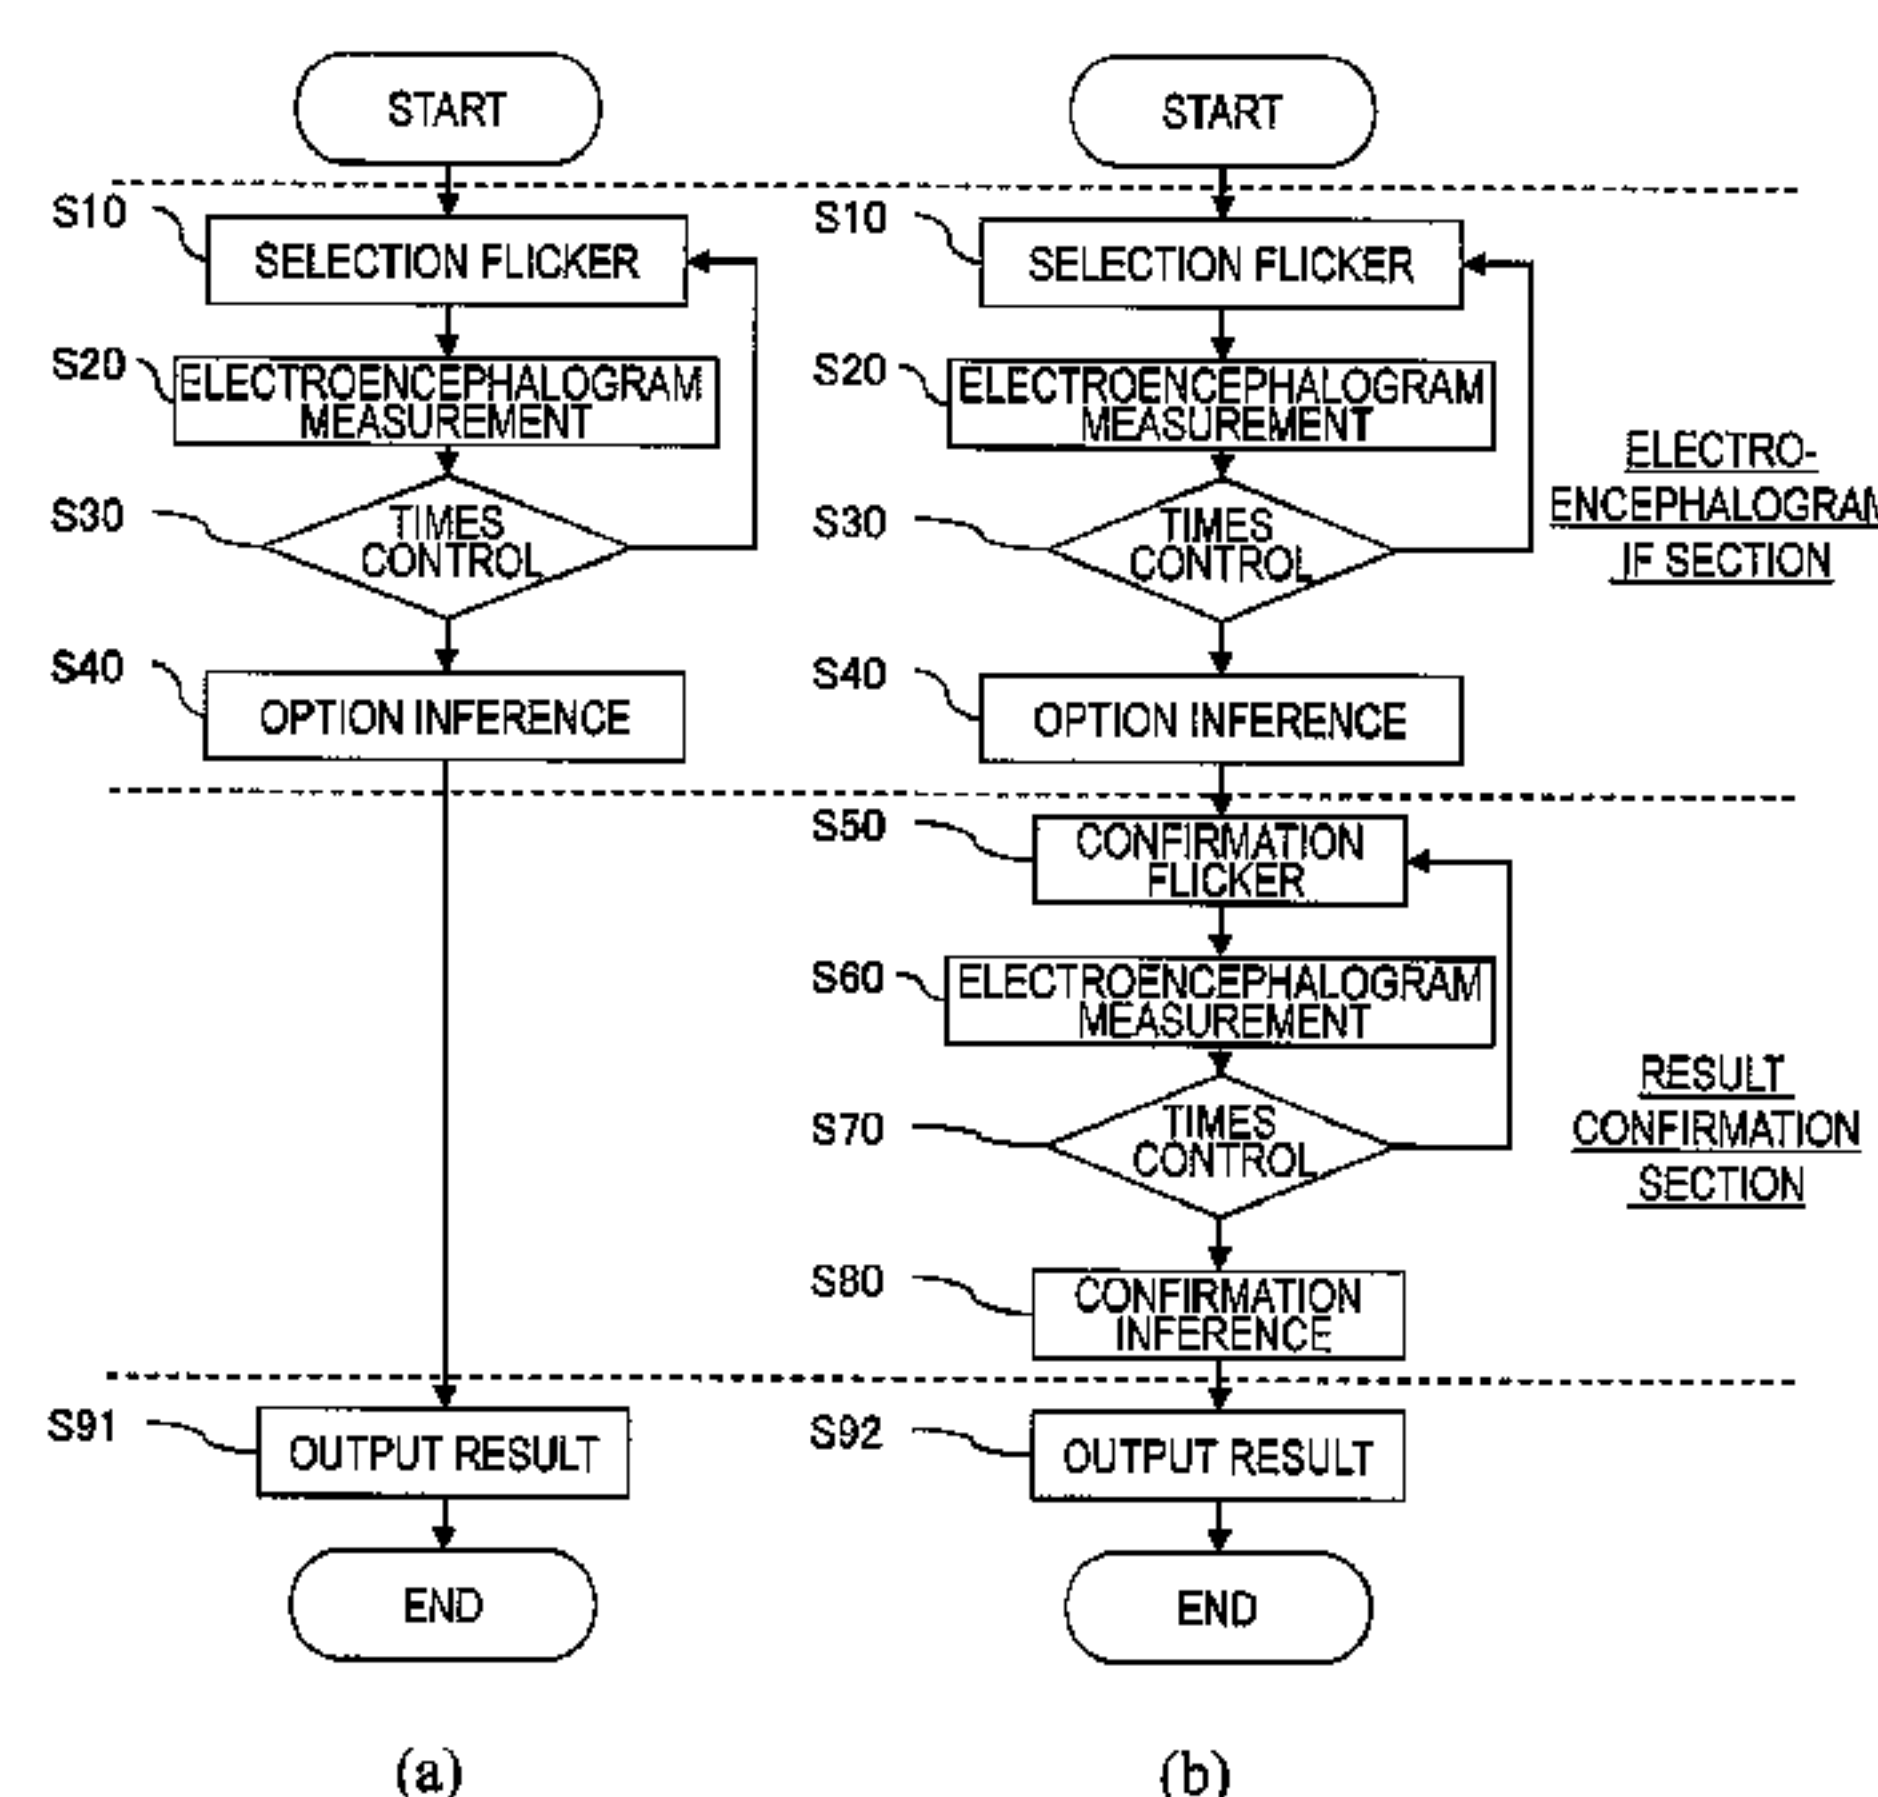 START
S10
SELECTION FLICKER
S20
ELECTROENCEPHALOGRAM
MEASUREMENT
S30
TIMES
CONTROL
S40
OPTION INFERENCE
S91
OUTPUT RESULT
END
(a)
START
S10
SELECTION FLICKER
S20
ELECTROENCEPHALOGRAM
MEASUREMENT
S30
TIMES
CONTROL
S40
OPTION INFERENCE
ELECTRO-
ENCEPHALOGRAM
IF SECTION
S50
CONFIRMATION
FLICKER
S60
ELECTROENCEPHALOGRAM
MEASUREMENT
S70
TIMES
CONTROL
S80
CONFIRMATION
INFERENCE
RESULT
CONFIRMATION
SECTION
S92
OUTPUT RESULT
END
(b)